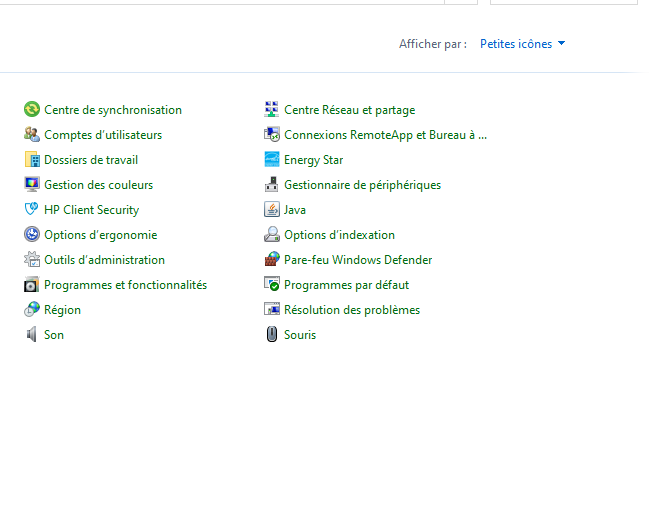 Afficher par : Petites icônes
Centre de synchronisation Centre Réseau et partage
Comptes d'utilisateurs Connexions RemoteApp et Bureau à ...
Dossiers de travail Energy Star
Gestion des couleurs Gestionnaire de périphériques
HP Client Security Java
Options d'ergonomie Options d'indexation
Outils d'administration Pare-feu Windows Defender
Programmes et fonctionnalités Programmes par défaut
Région Résolution des problèmes
Son Souris